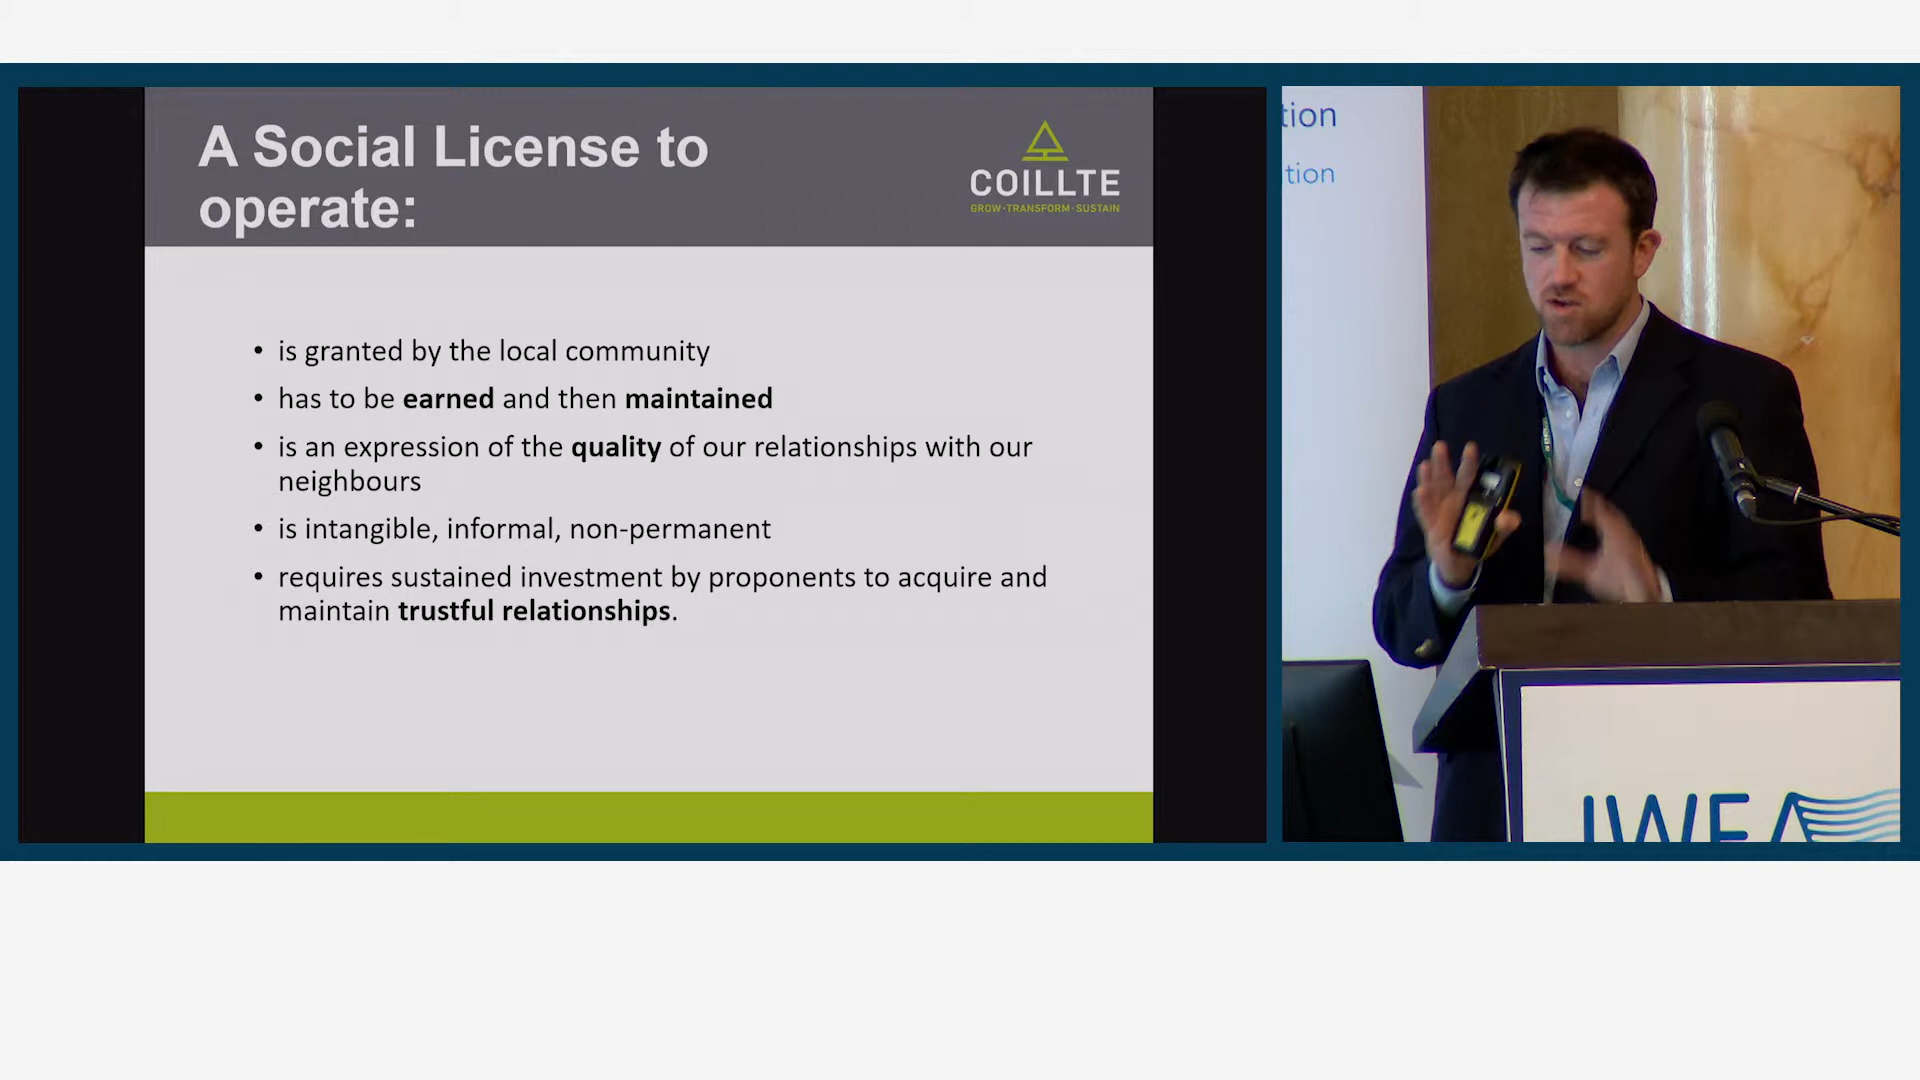 A Social License to
operate:
COILLTE
GROW·TRANSFORM·SUSTAIN
• is granted by the local community
• has to be earned and then maintained
• is an expression of the quality of our relationships with our
neighbours
• is intangible, informal, non-permanent
• requires sustained investment by proponents to acquire and
maintain trustful relationships.
tion
tion
IWEA